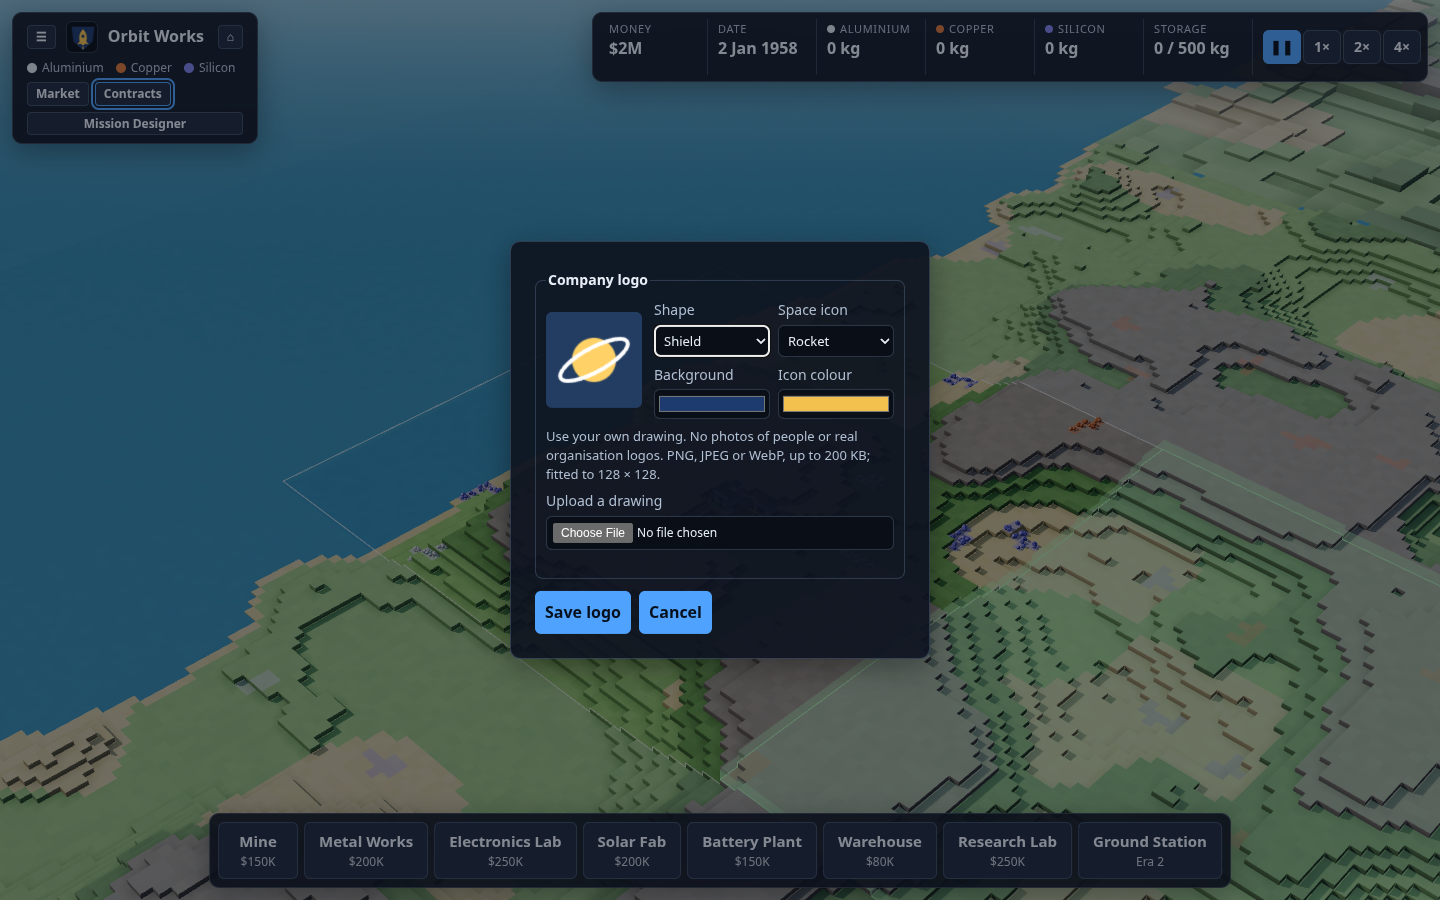 ☰ Orbit Works ⌂
Aluminium Copper Silicon
Market Contracts
Mission Designer
MONEY
$2M
DATE
2 Jan 1958
ALUMINIUM
0 kg
COPPER
0 kg
SILICON
0 kg
STORAGE
0 / 500 kg
❚❚ 1× 2× 4×
Company logo
Shape
Shield
Space icon
Rocket
Background
Icon colour
Use your own drawing. No photos of people or real
organisation logos. PNG, JPEG or WebP, up to 200 KB;
fitted to 128 × 128.
Upload a drawing
Choose File No file chosen
Save logo Cancel
Mine
$150K
Metal Works
$200K
Electronics Lab
$250K
Solar Fab
$200K
Battery Plant
$150K
Warehouse
$80K
Research Lab
$250K
Ground Station
Era 2